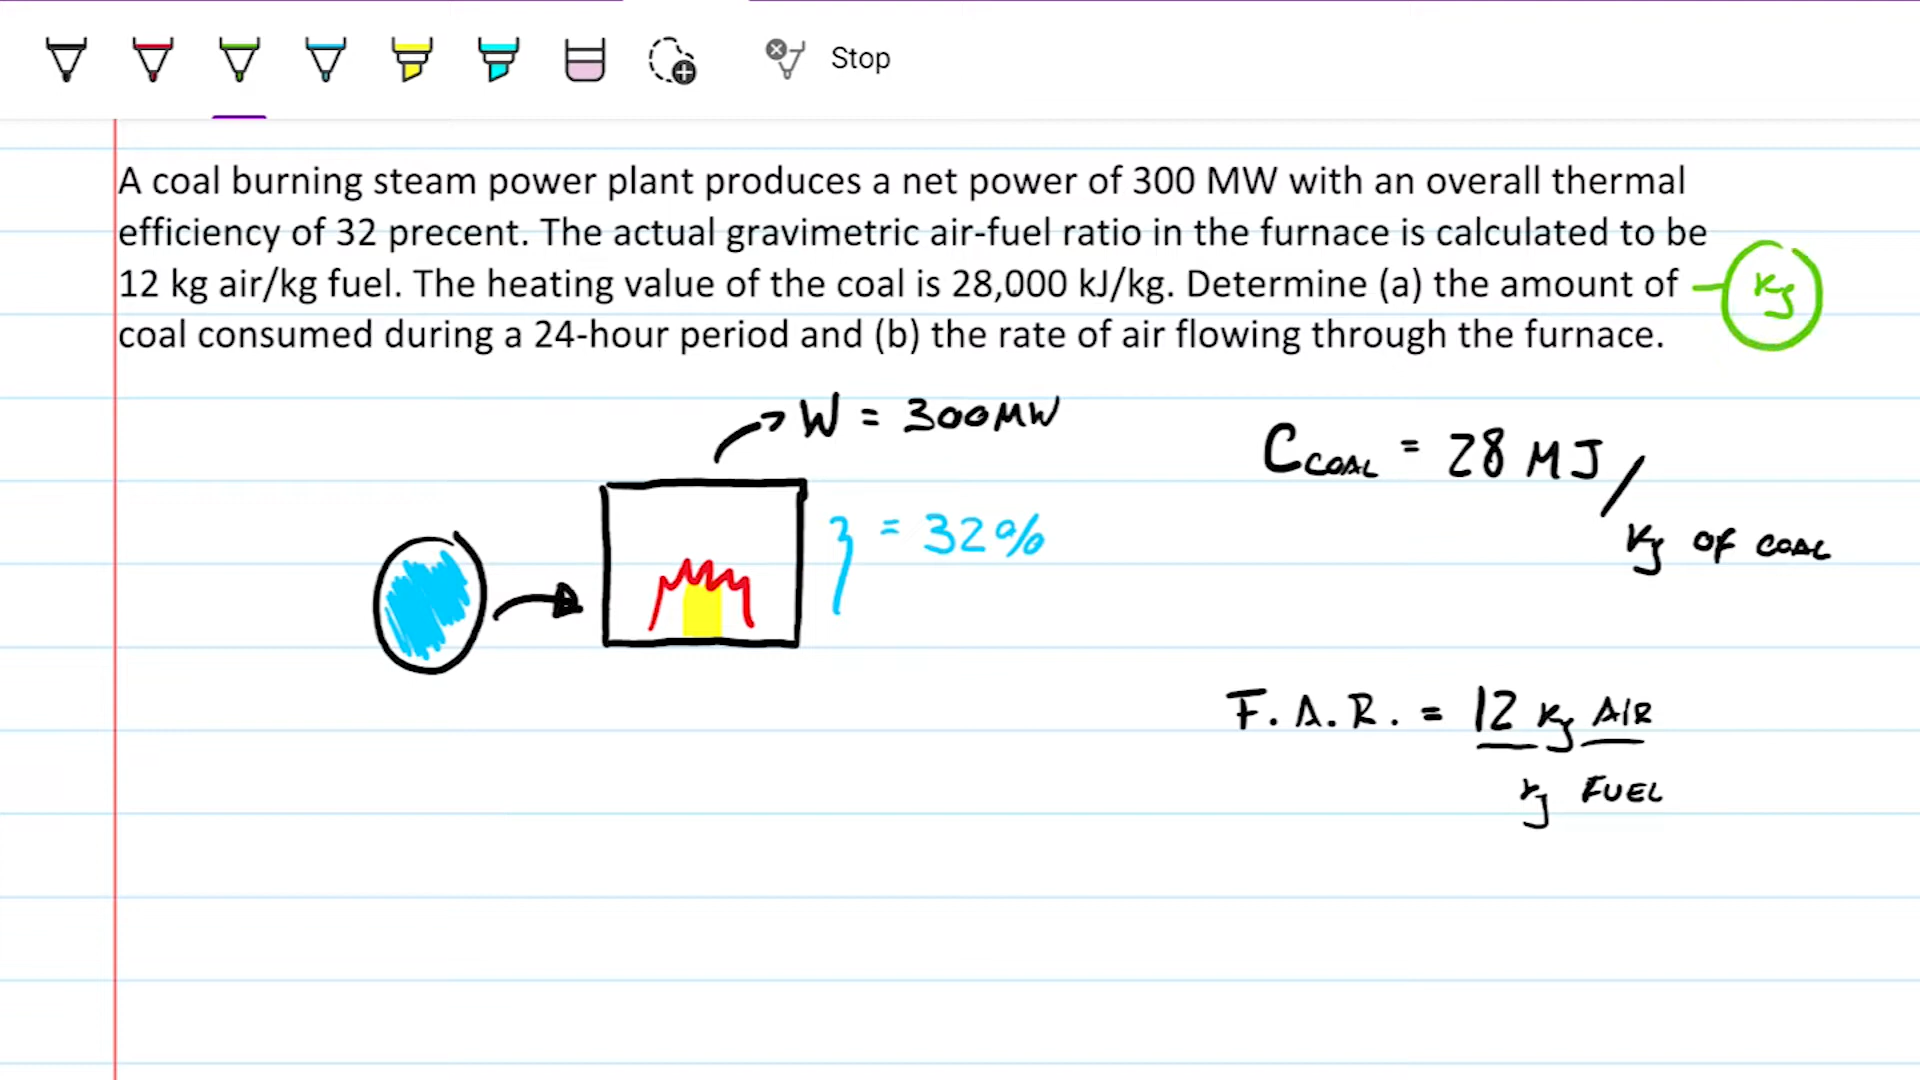 Stop
A coal burning steam power plant produces a net power of 300 MW with an overall thermal
efficiency of 32 precent. The actual gravimetric air-fuel ratio in the furnace is calculated to be
12 kg air/kg fuel. The heating value of the coal is 28,000 kJ/kg. Determine (a) the amount of
coal consumed during a 24-hour period and (b) the rate of air flowing through the furnace.
kg
W = 300MW
η = 32%
C COAL = 28 MJ/
kg OF COAL
F.A.R. = 12 kg AIR
kg FUEL